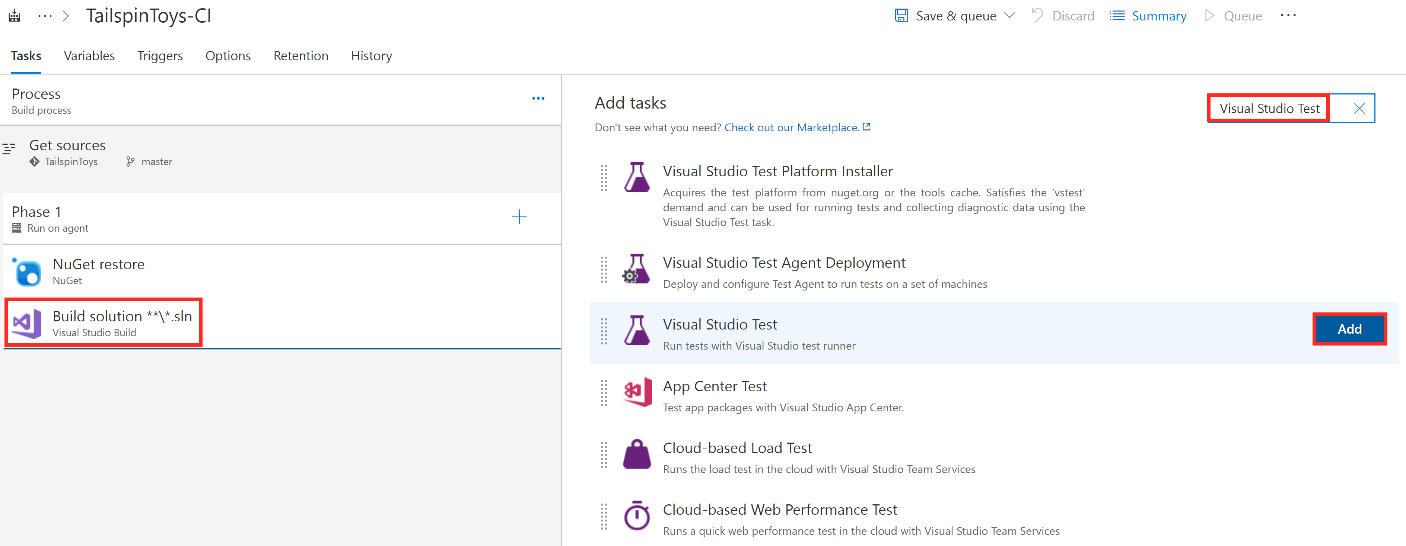 TailspinToys-CI
Save & queue
Discard
Summary
Queue
Tasks
Variables
Triggers
Options
Retention
History
Process
Build process
Get sources
TailspinToys
master
Phase 1
Run on agent
NuGet restore
NuGet
Build solution **\*.sln
Visual Studio Build
Add tasks
Visual Studio Test
Don't see what you need? Check out our Marketplace.
Visual Studio Test Platform Installer
Acquires the test platform from nuget.org or the tools cache. Satisfies the 'vstest'
demand and can be used for running tests and collecting diagnostic data using the
Visual Studio Test task.
Visual Studio Test Agent Deployment
Deploy and configure Test Agent to run tests on a set of machines
Visual Studio Test
Run tests with Visual Studio test runner
Add
App Center Test
Test app packages with Visual Studio App Center.
Cloud-based Load Test
Runs the load test in the cloud with Visual Studio Team Services
Cloud-based Web Performance Test
Runs a quick web performance test in the cloud with Visual Studio Team Services